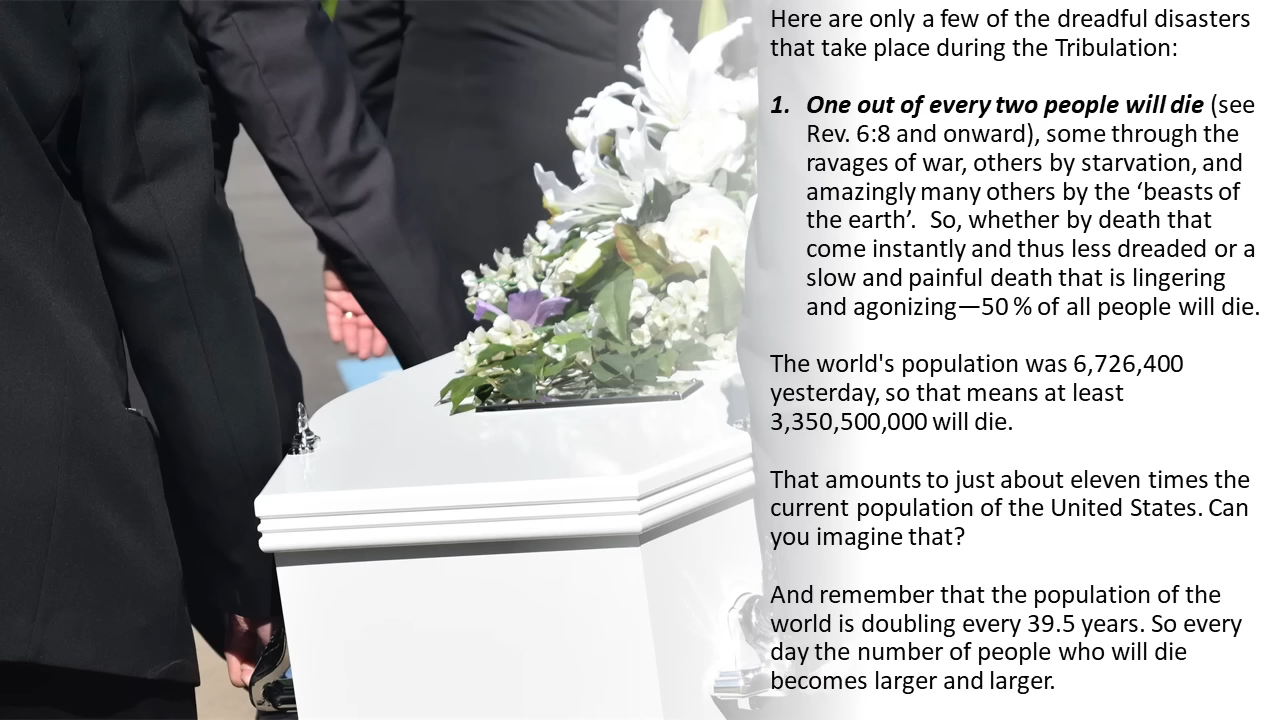 Here are only a few of the dreadful disasters
that take place during the Tribulation:
1. One out of every two people will die (see
Rev. 6:8 and onward), some through the
ravages of war, others by starvation, and
amazingly many others by the ‘beasts of
the earth’.  So, whether by death that
come instantly and thus less dreaded or a
slow and painful death that is lingering
and agonizing—50 % of all people will die.
The world's population was 6,726,400
yesterday, so that means at least
3,350,500,000 will die.
That amounts to just about eleven times the
current population of the United States. Can
you imagine that?
And remember that the population of the
world is doubling every 39.5 years. So every
day the number of people who will die
becomes larger and larger.